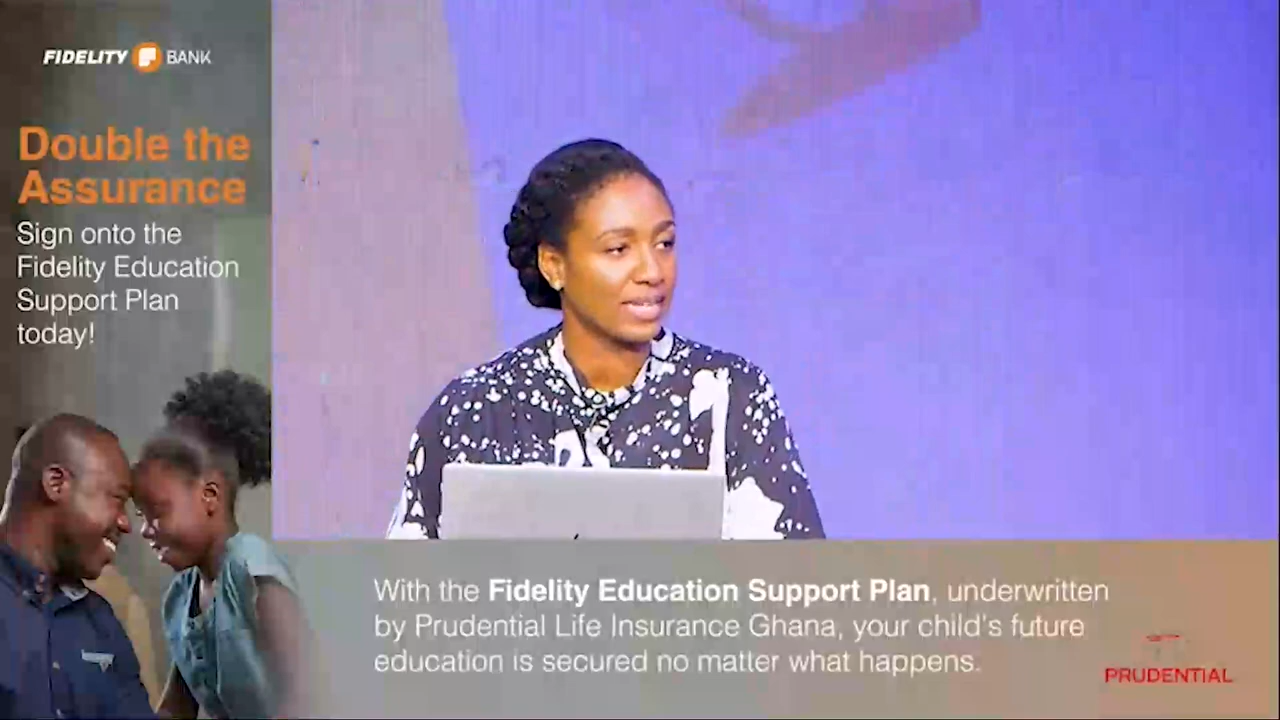 FIDELITY BANK
Double the
Assurance
Sign onto the
Fidelity Education
Support Plan
today!
With the Fidelity Education Support Plan, underwritten
by Prudential Life Insurance Ghana, your child's future
education is secured no matter what happens.
PRUDENTIAL